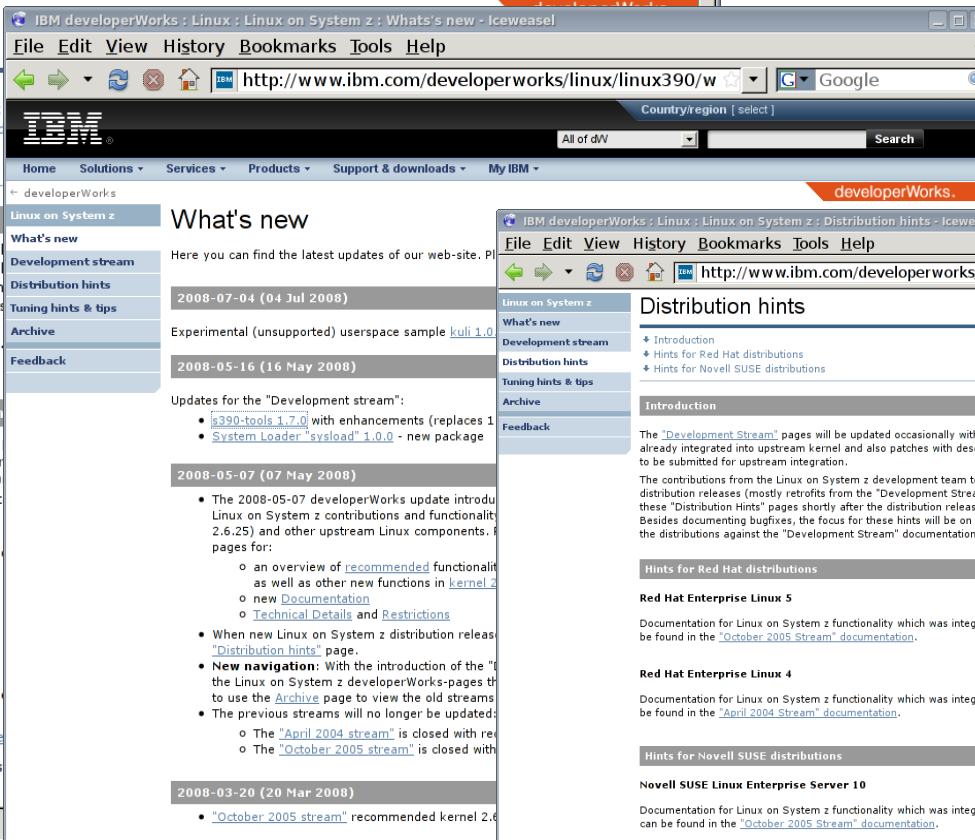 developerWorks.
IBM developerWorks : Linux : Linux on System z : Whats's new - Iceweasel
File Edit View History Bookmarks Tools Help
IBM http://www.ibm.com/developerworks/linux/linux390/w G Google
IBM
Country/region [ select ]
All of dW Search
Home Solutions Services Products Support & downloads My IBM
← developerWorks
developerWorks.
Linux on System z
What's new
Development stream
Distribution hints
Tuning hints & tips
Archive
Feedback
What's new
Here you can find the latest updates of our web-site. Pl
2008-07-04 (04 Jul 2008)
Experimental (unsupported) userspace sample kuli 1.0.
2008-05-16 (16 May 2008)
Updates for the "Development stream":
• s390-tools 1.7.0 with enhancements (replaces 1
• System Loader "sysload" 1.0.0 - new package
2008-05-07 (07 May 2008)
• The 2008-05-07 developerWorks update introdu
Linux on System z contributions and functionality
2.6.25) and other upstream Linux components.
pages for:
o an overview of recommended functionalit
as well as other new functions in kernel 2
o new Documentation
o Technical Details and Restrictions
• When new Linux on System z distribution release
"Distribution hints" page.
• New navigation: With the introduction of the "D
the Linux on System z developerWorks-pages th
to use the Archive page to view the old streams
• The previous streams will no longer be updated:
o The "April 2004 stream" is closed with rec
o The "October 2005 stream" is closed with
2008-03-20 (20 Mar 2008)
• "October 2005 stream" recommended kernel 2.6
IBM developerWorks : Linux : Linux on System z : Distribution hints - Icewe
File Edit View History Bookmarks Tools Help
IBM http://www.ibm.com/developerworks
Linux on System z
What's new
Development stream
Distribution hints
Tuning hints & tips
Archive
Feedback
Distribution hints
Introduction
Hints for Red Hat distributions
Hints for Novell SUSE distributions
Introduction
The "Development Stream" pages will be updated occasionally with
already integrated into upstream kernel and also patches with desc
to be submitted for upstream integration.
The contributions from the Linux on System z development team t
distribution releases (mostly retrofits from the "Development Strea
these "Distribution Hints" pages shortly after the distribution releas
Besides documenting bugfixes, the focus for these hints will be on
the distributions against the "Development Stream" documentation
Hints for Red Hat distributions
Red Hat Enterprise Linux 5
Documentation for Linux on System z functionality which was integ
be found in the "October 2005 Stream" documentation.
Red Hat Enterprise Linux 4
Documentation for Linux on System z functionality which was integ
be found in the "April 2004 Stream" documentation.
Hints for Novell SUSE distributions
Novell SUSE Linux Enterprise Server 10
Documentation for Linux on System z functionality which was integ
can be found in the "October 2005 Stream" documentation.